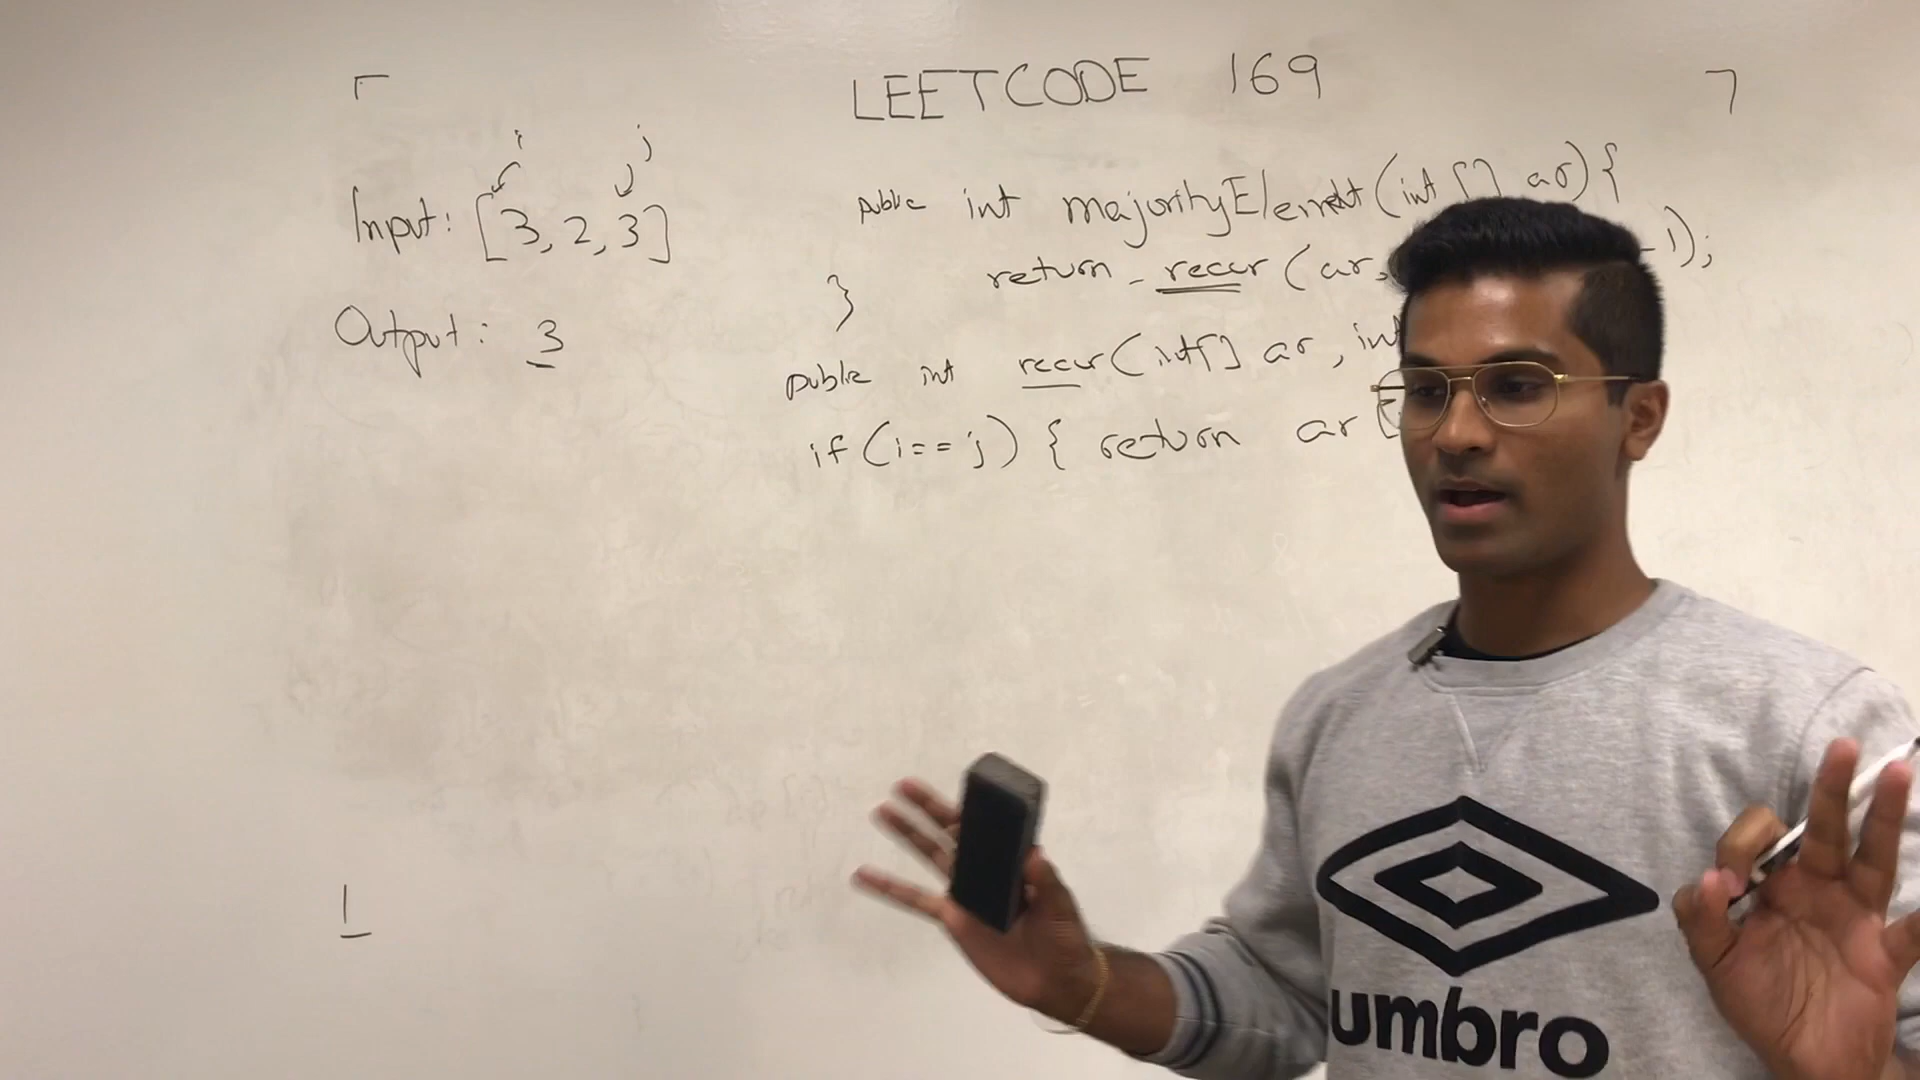 LEETCODE 169
i j
Input: [3, 2, 3]
Output: 3
public int majorityElement(int[] ar) {
return recur (ar, -1);
}
public int recur(int[] ar, int
if (i == j) { return ar [
umbro